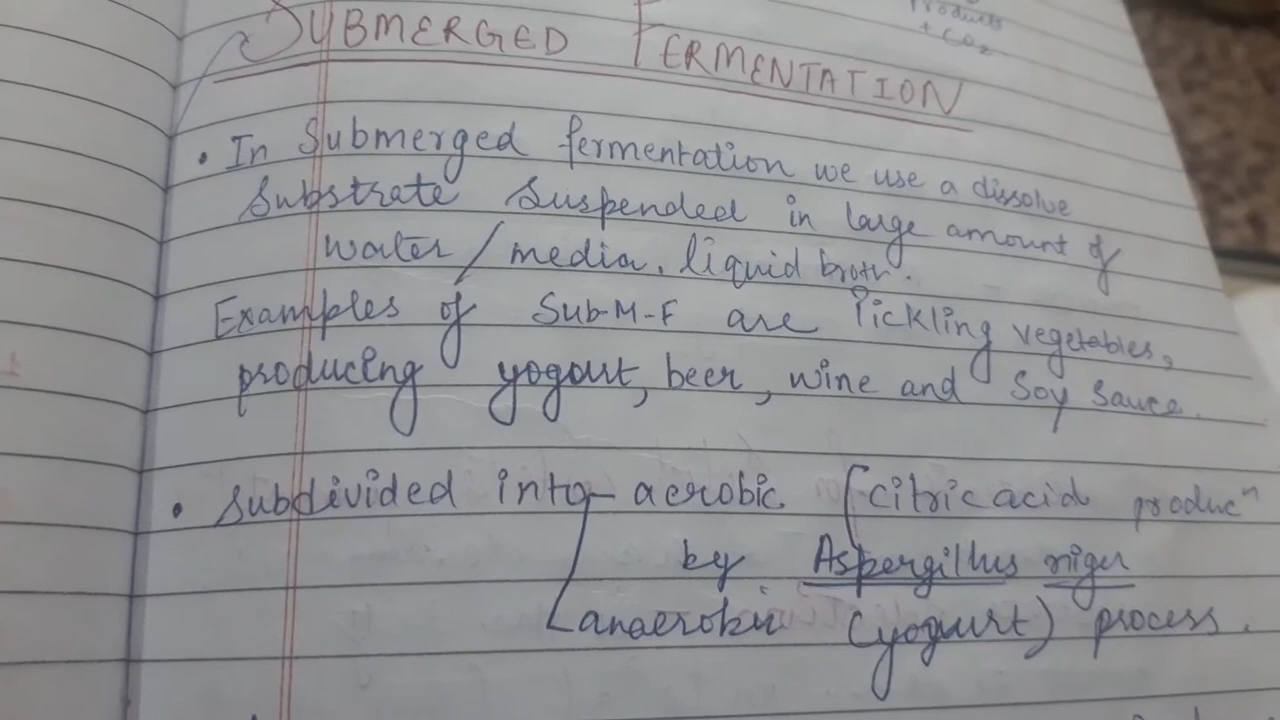 Products
+ CO2
SUBMERGED FERMENTATION
• In Submerged fermentation we use a dissolve
Substrate Suspended in large amount of
water/media, liquid broth.
Examples of Sub-M-F are Pickling vegetables,
producing yogurt, beer, wine and Soy Sauce.
• Subdivided into aerobic (citric acid producⁿ
by Aspergillus niger
anaerobic (yogurt) process.